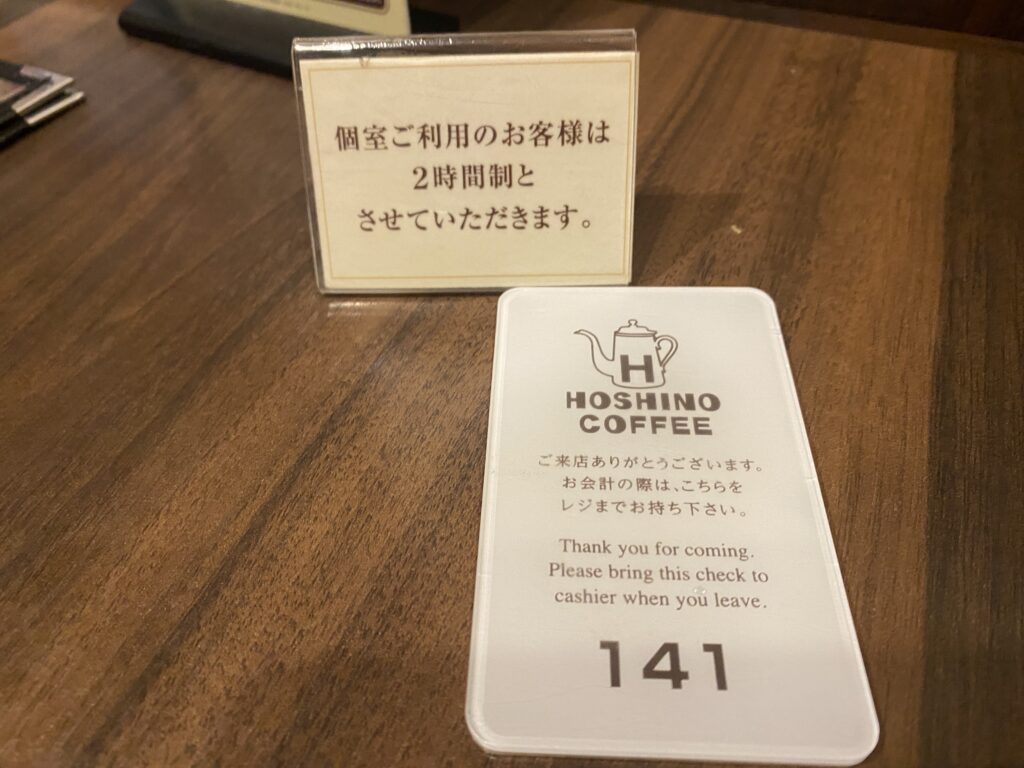 個室ご利用のお客様は
2時間制と
させていただきます。
H
HOSHINO
COFFEE
ご来店ありがとうございます。
お会計の際は、こちらを
レジまでお持ち下さい。
Thank you for coming.
Please bring this check to
cashier when you leave.
141